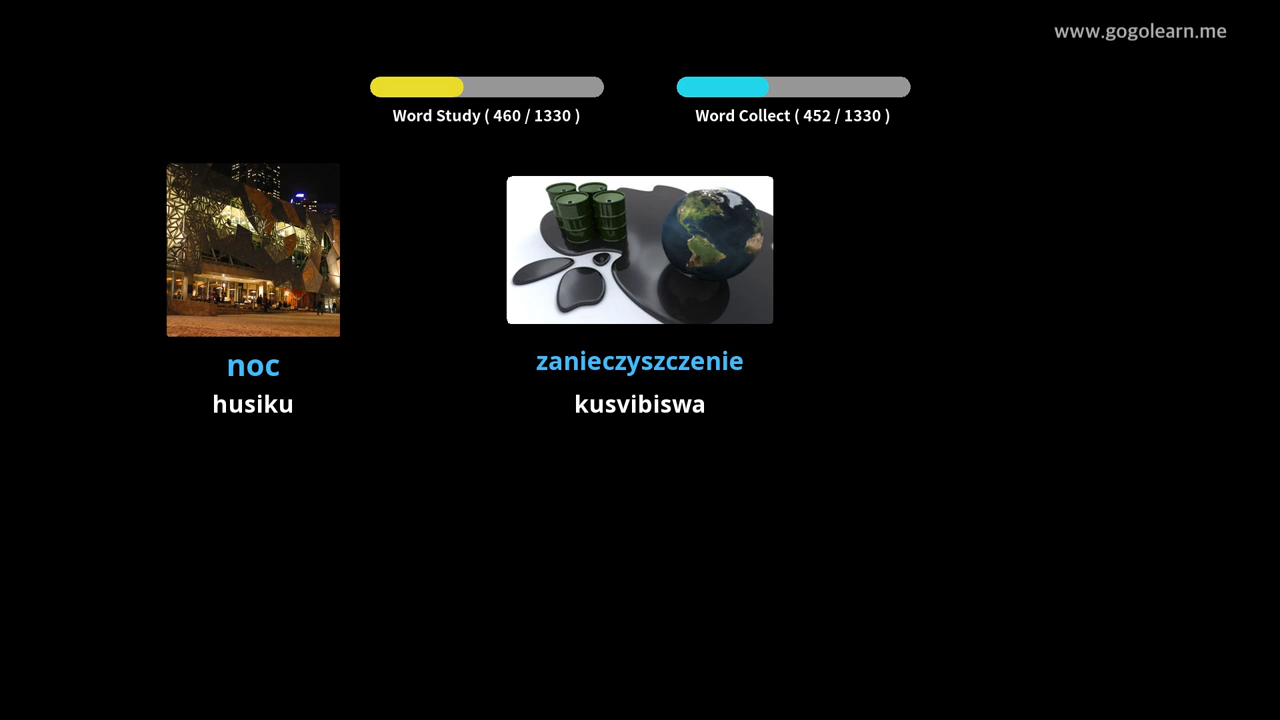 www.gogolearn.me
Word Study ( 460 / 1330 )
Word Collect ( 452 / 1330 )
noc
husiku
zanieczyszczenie
kusvibiswa